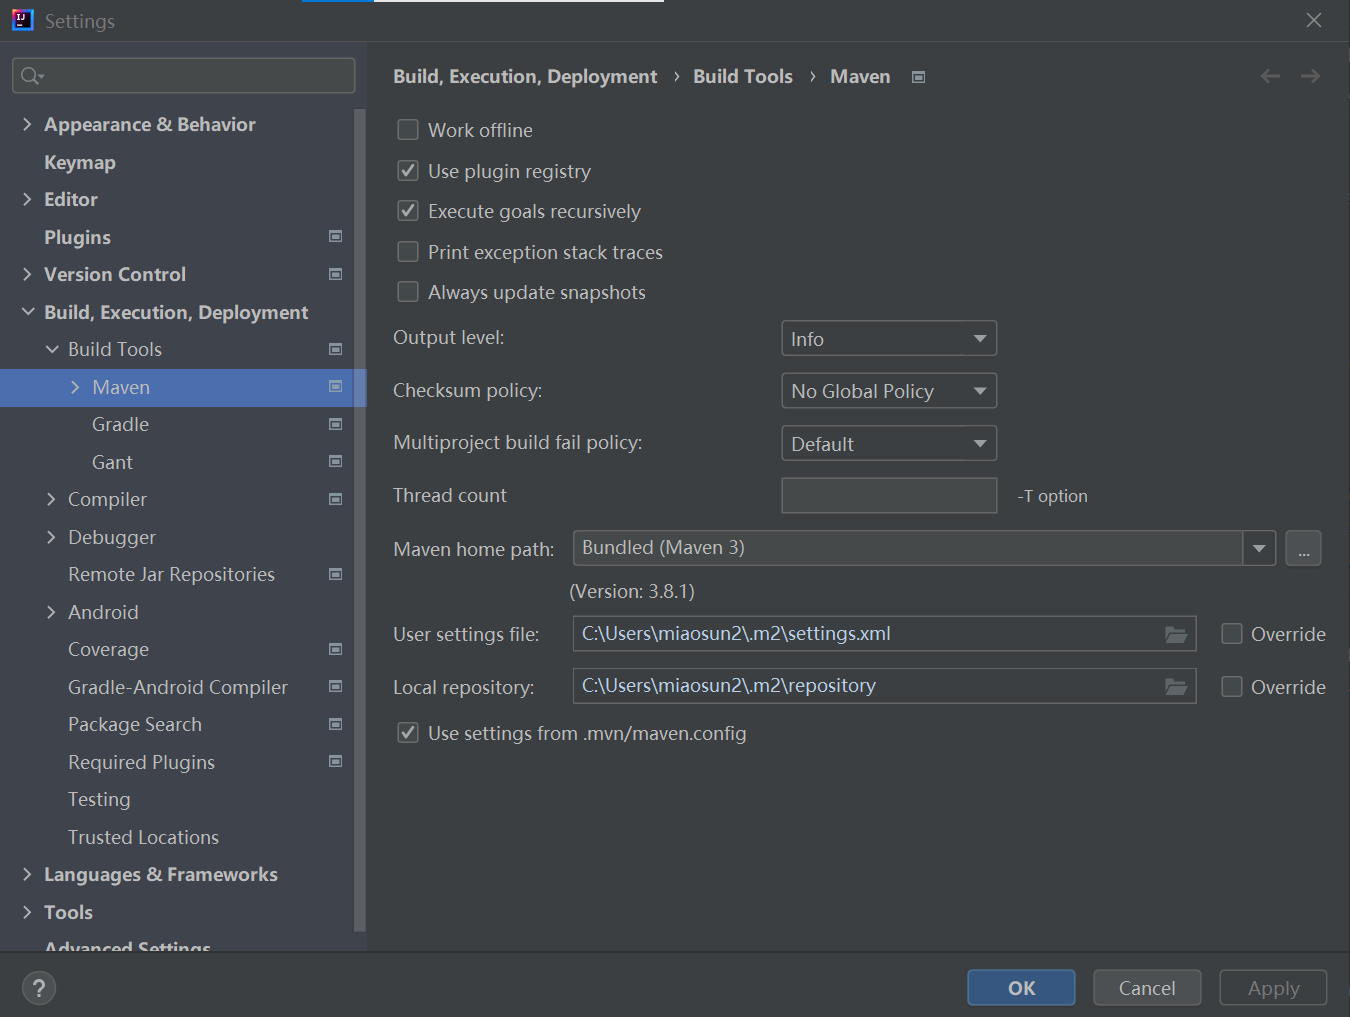 Settings
Build, Execution, Deployment › Build Tools › Maven
Appearance & Behavior
Keymap
Editor
Plugins
Version Control
Build, Execution, Deployment
Build Tools
Maven
Gradle
Gant
Compiler
Debugger
Remote Jar Repositories
Android
Coverage
Gradle-Android Compiler
Package Search
Required Plugins
Testing
Trusted Locations
Languages & Frameworks
Tools
Advanced Settings
Work offline
Use plugin registry
Execute goals recursively
Print exception stack traces
Always update snapshots
Output level: Info
Checksum policy: No Global Policy
Multiproject build fail policy: Default
Thread count -T option
Maven home path: Bundled (Maven 3) ...
(Version: 3.8.1)
User settings file: C:\Users\miaosun2\.m2\settings.xml Override
Local repository: C:\Users\miaosun2\.m2\repository Override
Use settings from .mvn/maven.config
? OK Cancel Apply